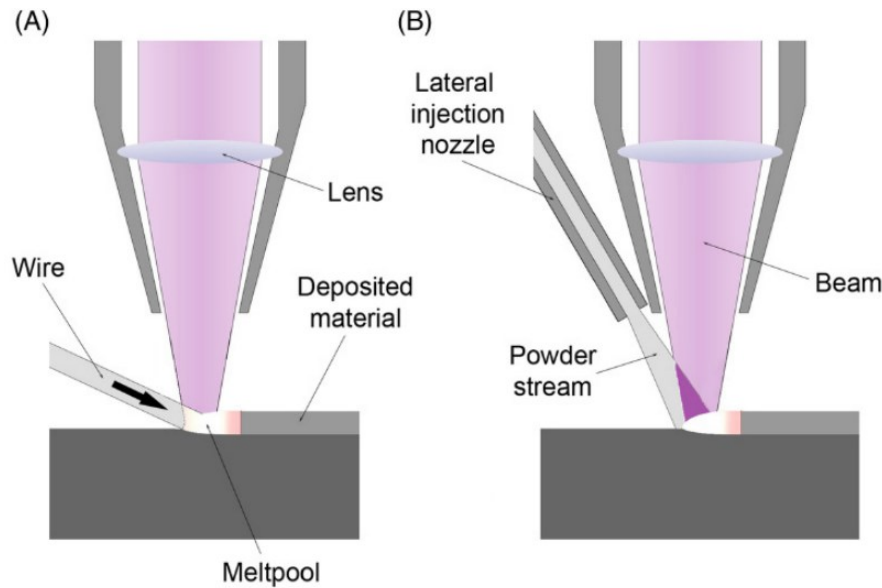 (A)
Lens
Wire
Deposited
material
Meltpool
(B)
Lateral
injection
nozzle
Beam
Powder
stream